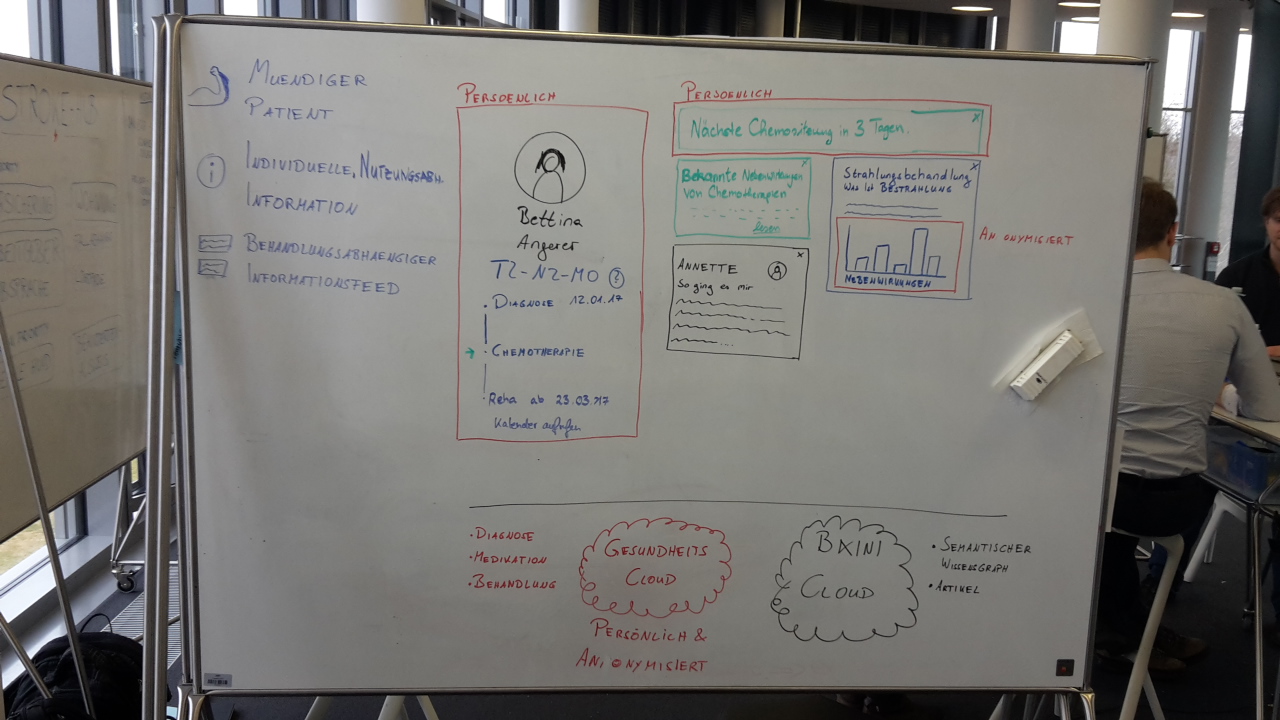 MUENDIGER
PATIENT
i INDIVIDUELLE, NUTZUNGSABH.
INFORMATION
BEHANDLUNGSABHAENGIGER
INFORMATIONSFEED
PERSOENLICH
Bettina
Angerer
T2-N2-M0 ?
DIAGNOSE 12.01.17
→ CHEMOTHERAPIE
Reha ab 23.03.17
Kalender aufrufen
PERSOENLICH
Nächste Chemositzung in 3 Tagen. x
Bekannte Nebenwirkungen x
von Chemotherapien
lesen
ANNETTE x
So ging es mir
Strahlungsbehandlung x
WAS IST BESTRAHLUNG
NEBENWIRKUNGEN
ANONYMISIERT
• DIAGNOSE
• MEDIKATION
• BEHANDLUNG
GESUNDHEITS
CLOUD
PERSÖNLICH &
ANONYMISIERT
CLOUD
• SEMANTISCHER
WISSENSGRAPH
• ARTIKEL